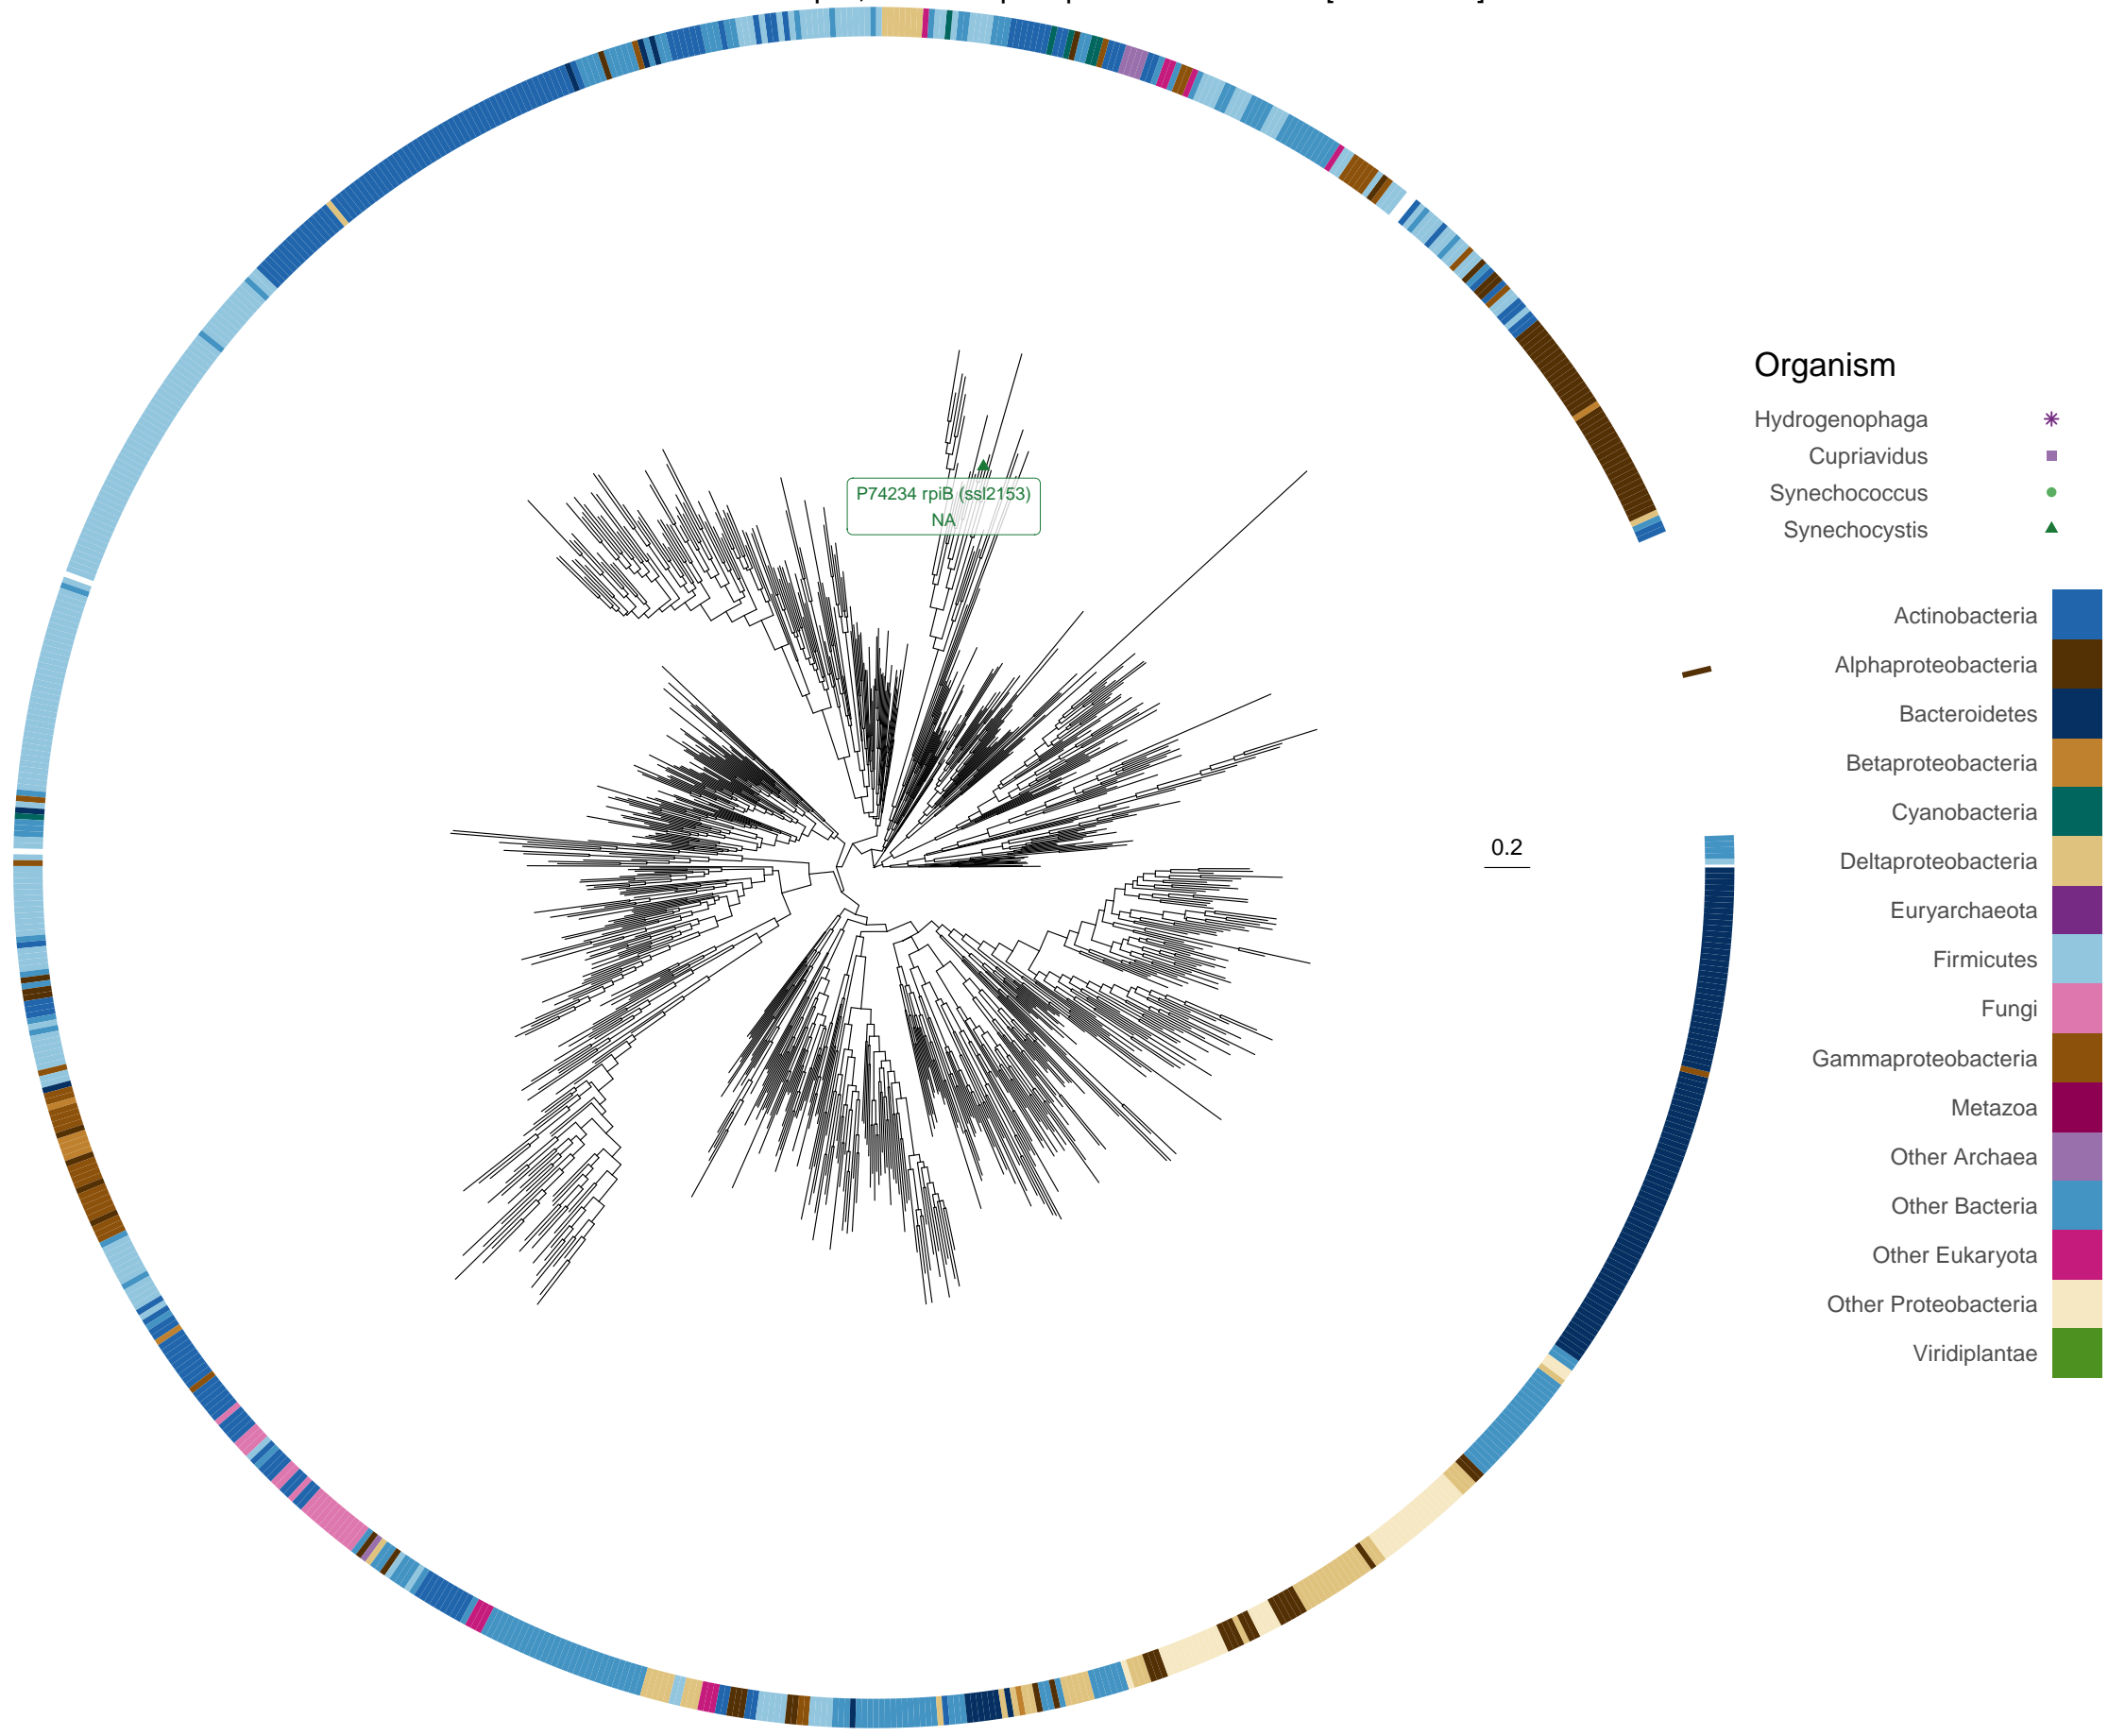 P74234 rpiB (ssl2153)
NA
0.2
Organism
Hydrogenophaga
Cupriavidus
Synechococcus
Synechocystis
Actinobacteria
Alphaproteobacteria
Bacteroidetes
Betaproteobacteria
Cyanobacteria
Deltaproteobacteria
Euryarchaeota
Firmicutes
Fungi
Gammaproteobacteria
Metazoa
Other Archaea
Other Bacteria
Other Eukaryota
Other Proteobacteria
Viridiplantae